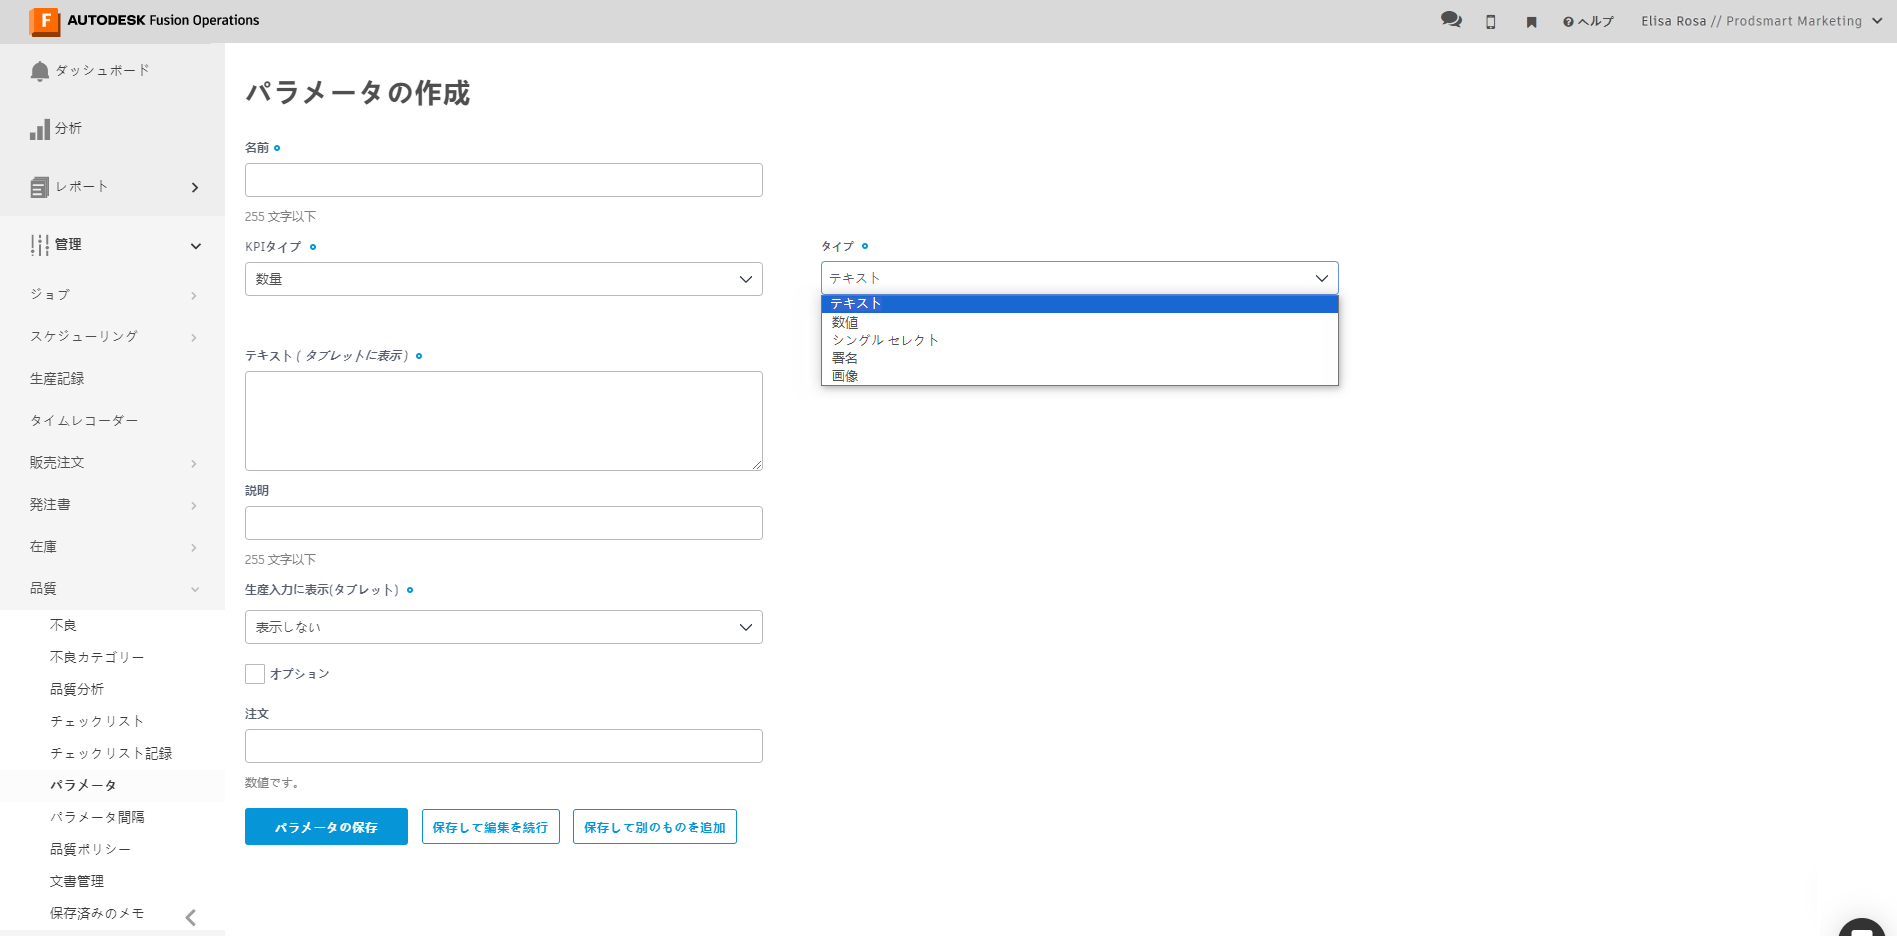 F AUTODESK Fusion Operations
ヘルプ
Elisa Rosa // Prodsmart Marketing
ダッシュボード
分析
レポート
管理
ジョブ
スケジューリング
生産記録
タイムレコーダー
販売注文
発注書
在庫
品質
不良
不良カテゴリー
品質分析
チェックリスト
チェックリスト記録
パラメータ
パラメータ間隔
品質ポリシー
文書管理
保存済みのメモ
パラメータの作成
名前
255 文字以下
KPIタイプ
数量
タイプ
テキスト
テキスト
数値
シングル セレクト
署名
画像
テキスト ( タブレットに表示 )
説明
255 文字以下
生産入力に表示(タブレット)
表示しない
オプション
注文
数値です。
パラメータの保存
保存して編集を続行
保存して別のものを追加